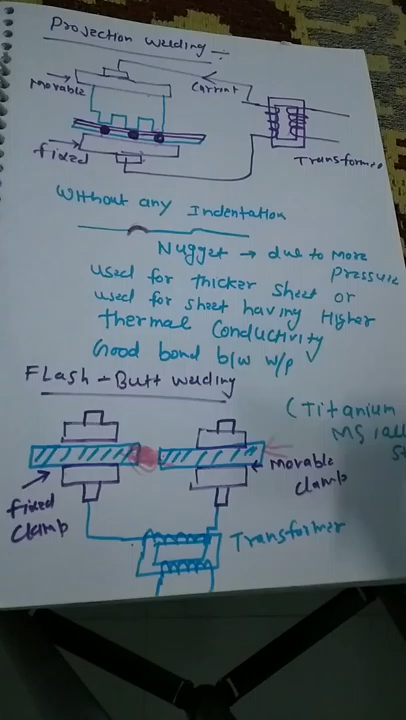 Projection Welding :-
Movable
Current
fixed
Transformer
Without any Indentation
Nugget → due to More
Pressure
used for thicker sheet or
used for sheet having Higher
thermal Conductivity
Good bond b/w w/p
FLash - Butt welding
(Titanium
MS
fixed
clamp
Movable
clamp
Transformer